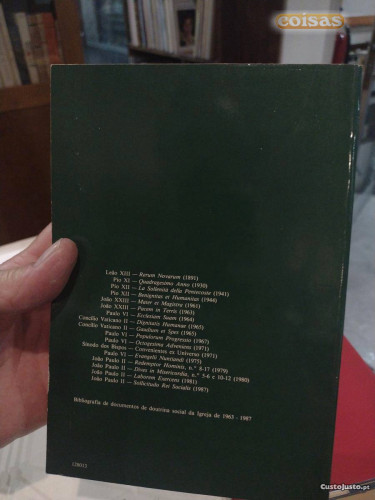 coisas
Leão XIII - Rerum Novarum (1891)
Pio XI - Quadragesimo Anno (1930)
Pio XII - La Solennità della Pentecoste (1941)
Pio XII - Benignitas et Humanitas (1944)
João XXIII - Mater et Magistra (1961)
João XXIII - Pacem in Terris (1963)
Paulo VI - Ecclesiam Suam (1964)
Concílio Vaticano II - Dignitatis Humanae (1965)
Concílio Vaticano II - Gaudium et Spes (1965)
Paulo VI - Populorum Progressio (1967)
Paulo VI - Octogesima Adveniens (1971)
Sínodo dos Bispos - Convenientes ex Universo (1971)
Paulo VI - Evangelii Nuntiandi (1975)
João Paulo II - Redemptor Hominis, n.º 8-17 (1979)
João Paulo II - Dives in Misericordia, n.º 5-6 e 10-12 (1980)
João Paulo II - Laborem Exercens (1981)
João Paulo II - Sollicitudo Rei Socialis (1987)
Bibliografia de documentos de doutrina social da Igreja de 1963 - 1987
CustoJusto.pt